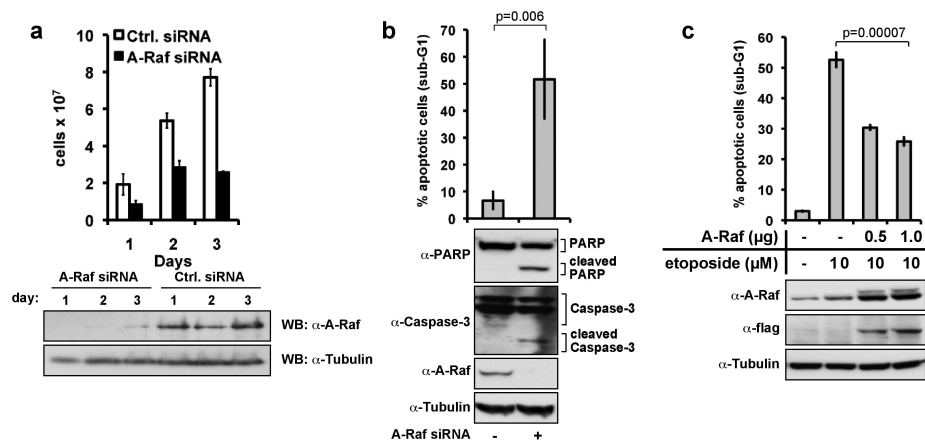 a
Ctrl. siRNA
A-Raf siRNA
cells x 10⁷
10
8
6
4
2
0
1 2 3
Days
A-Raf siRNA Ctrl. siRNA
day: 1 2 3 1 2 3
WB: α-A-Raf
WB: α-Tubulin
b
p=0.006
% apoptotic cells (sub-G1)
70
60
50
40
30
20
10
0
α-PARP
PARP
cleaved
PARP
α-Caspase-3
Caspase-3
cleaved
Caspase-3
α-A-Raf
α-Tubulin
A-Raf siRNA - +
c
p=0.00007
% apoptotic cells (sub-G1)
60
50
40
30
20
10
0
A-Raf (µg) - - 0.5 1.0
etoposide (µM) - 10 10 10
α-A-Raf
α-flag
α-Tubulin